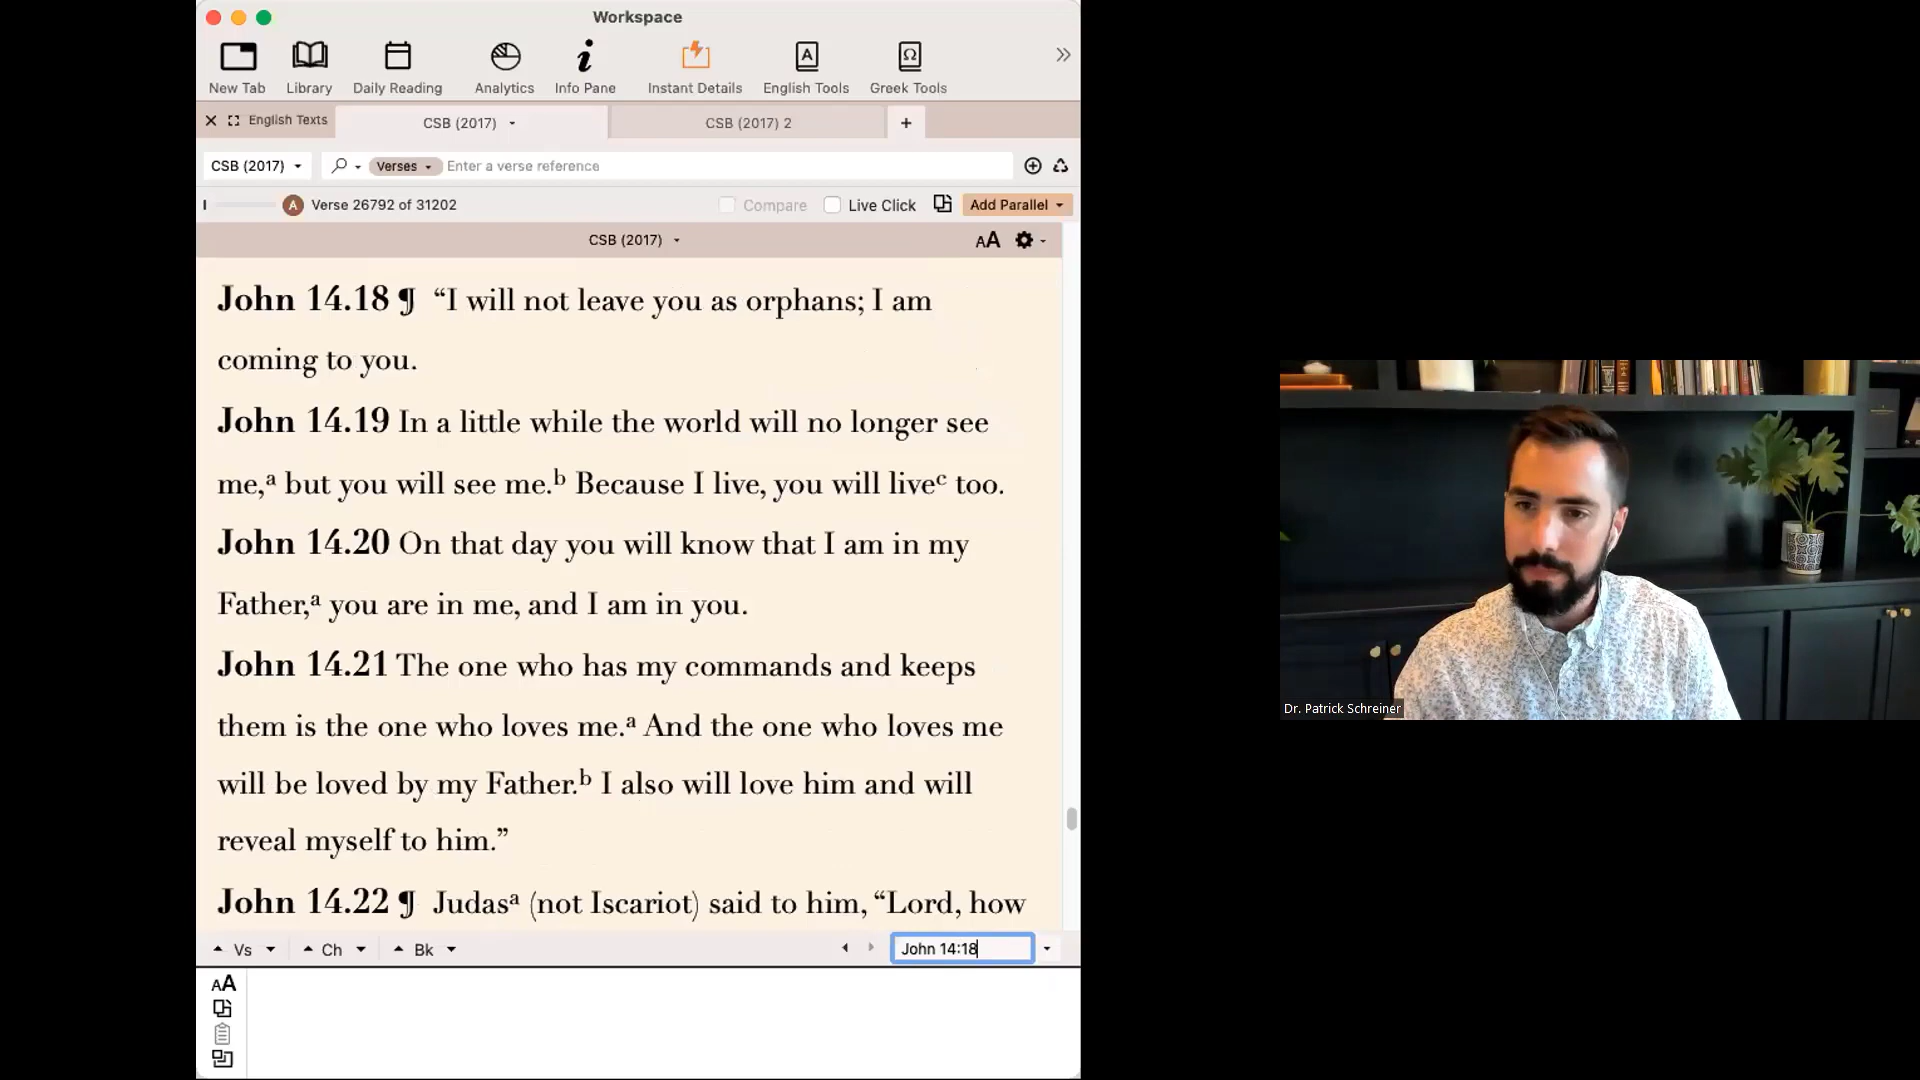 Workspace
New Tab Library Daily Reading Analytics Info Pane Instant Details English Tools Greek Tools
English Texts CSB (2017) CSB (2017) 2 +
CSB (2017) Verses Enter a verse reference
A Verse 26792 of 31202 Compare Live Click Add Parallel
CSB (2017) AA
John 14.18 ¶ “I will not leave you as orphans; I am
coming to you.
John 14.19 In a little while the world will no longer see
me,ᵃ but you will see me.ᵇ Because I live, you will liveᶜ too.
John 14.20 On that day you will know that I am in my
Father,ᵃ you are in me, and I am in you.
John 14.21 The one who has my commands and keeps
them is the one who loves me.ᵃ And the one who loves me
will be loved by my Father.ᵇ I also will love him and will
reveal myself to him.”
John 14.22 ¶ Judasᵃ (not Iscariot) said to him, “Lord, how
Vs Ch Bk John 14:18
AA
Dr. Patrick Schreiner